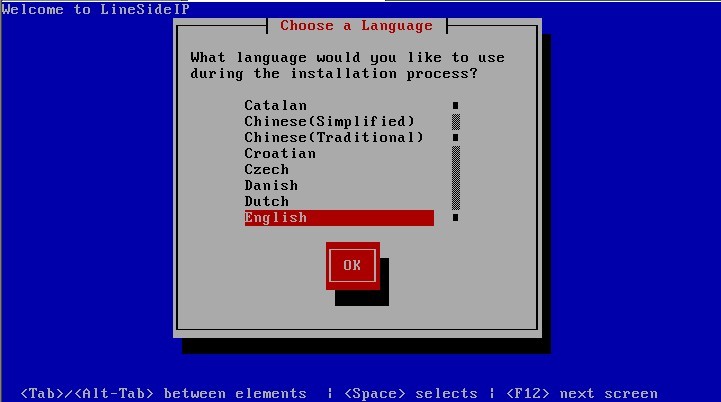 Welcome to LineSideIP
Choose a Language
What language would you like to use
during the installation process?
Catalan
Chinese(Simplified)
Chinese(Traditional)
Croatian
Czech
Danish
Dutch
English
OK
<Tab>/<Alt-Tab> between elements | <Space> selects | <F12> next screen